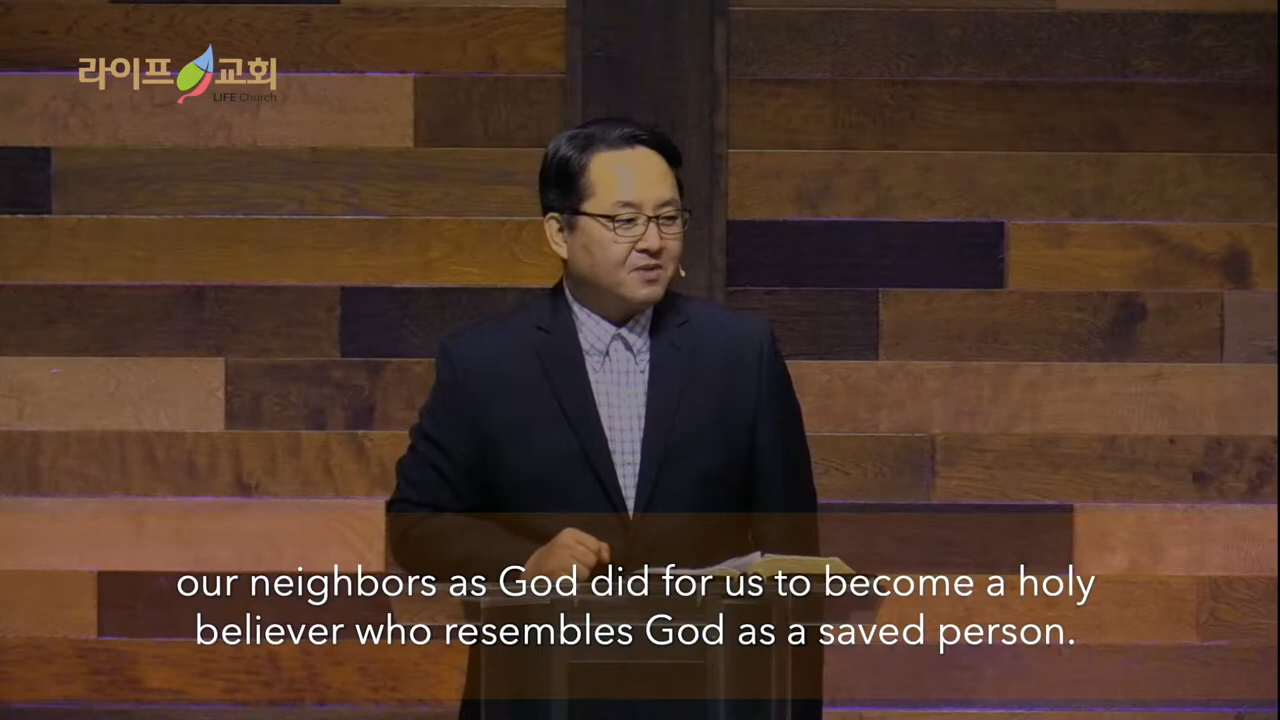 라이프교회
LIFE Church
our neighbors as God did for us to become a holy
believer who resembles God as a saved person.